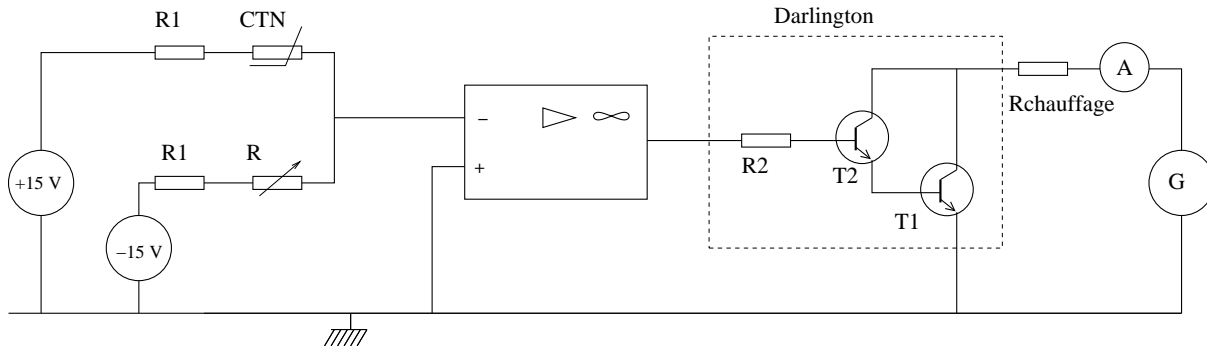 Darlington
R1
CTN
A
Rchauffage
−
∞
+
R1
R
R2
T2
+15 V
G
T1
−15 V